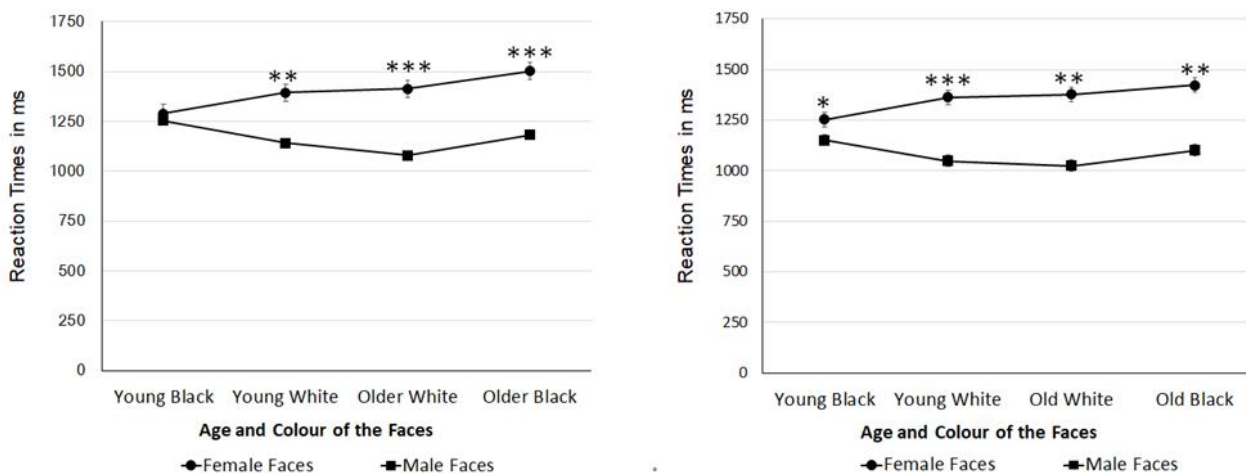 1750
1500
1250
1000
750
500
250
0
Reaction Times in ms
** *** ***
Young Black Young White Older White Older Black
Age and Colour of the Faces
Female Faces Male Faces
1750
1500
1250
1000
750
500
250
0
Reaction Times in ms
* *** ** **
Young Black Young White Old White Old Black
Age and Colour of the Faces
Female Faces Male Faces